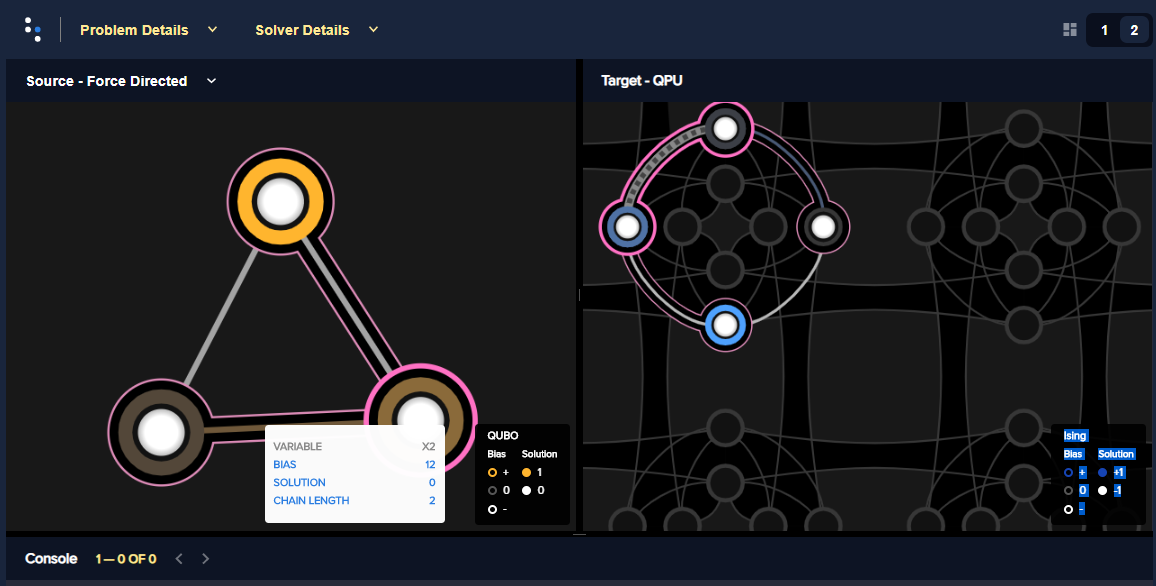 Problem Details Solver Details 1 2
Source - Force Directed
Target - QPU
VARIABLE X2
BIAS 12
SOLUTION 0
CHAIN LENGTH 2
QUBO
Bias Solution
+ 1
0 0
-
Ising
Bias Solution
+ +1
0 -1
-
Console 1 — 0 OF 0